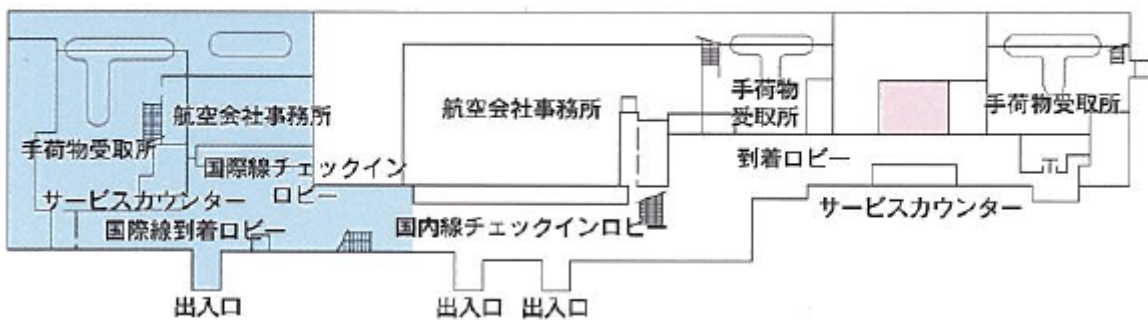 手荷物受取所
航空会社事務所
国際線チェックイン
ロビー
サービスカウンター
国際線到着ロビー
出入口
航空会社事務所
国内線チェックインロビー
出入口
出入口
手荷物
受取所
到着ロビー
手荷物受取所
サービスカウンター